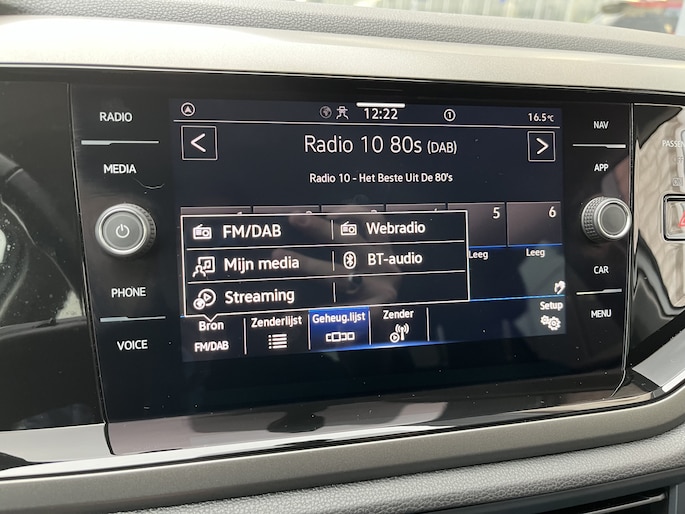 RADIO
MEDIA
PHONE
VOICE
12:22
1
16.5°C
Radio 10 80s (DAB)
Radio 10 - Het Beste Uit De 80's
5
6
Leeg
Leeg
FM/DAB
Webradio
Mijn media
BT-audio
Streaming
Bron
FM/DAB
Zenderlijst
Geheug.lijst
Zender
Setup
NAV
APP
CAR
MENU